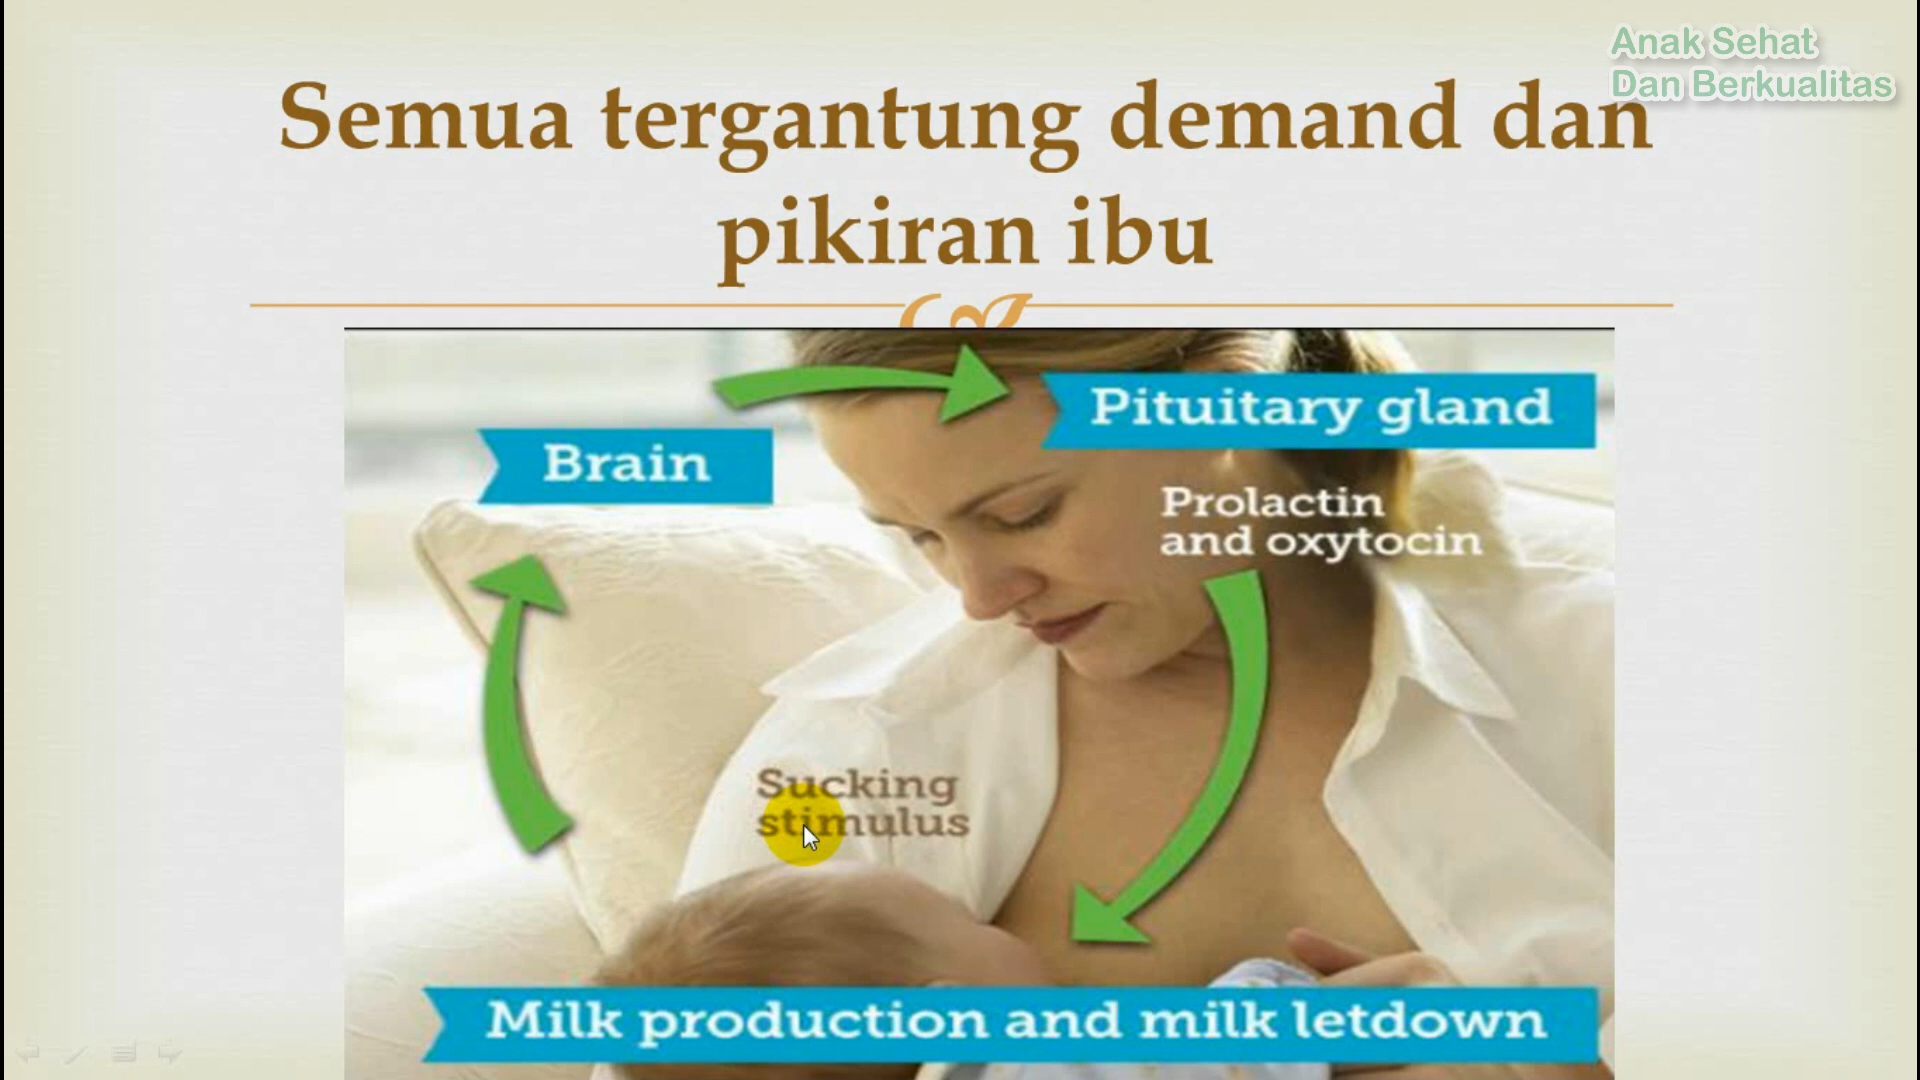 Anak Sehat
Dan Berkualitas
Semua tergantung demand dan
pikiran ibu
Pituitary gland
Brain
Prolactin
and oxytocin
Sucking
stimulus
Milk production and milk letdown